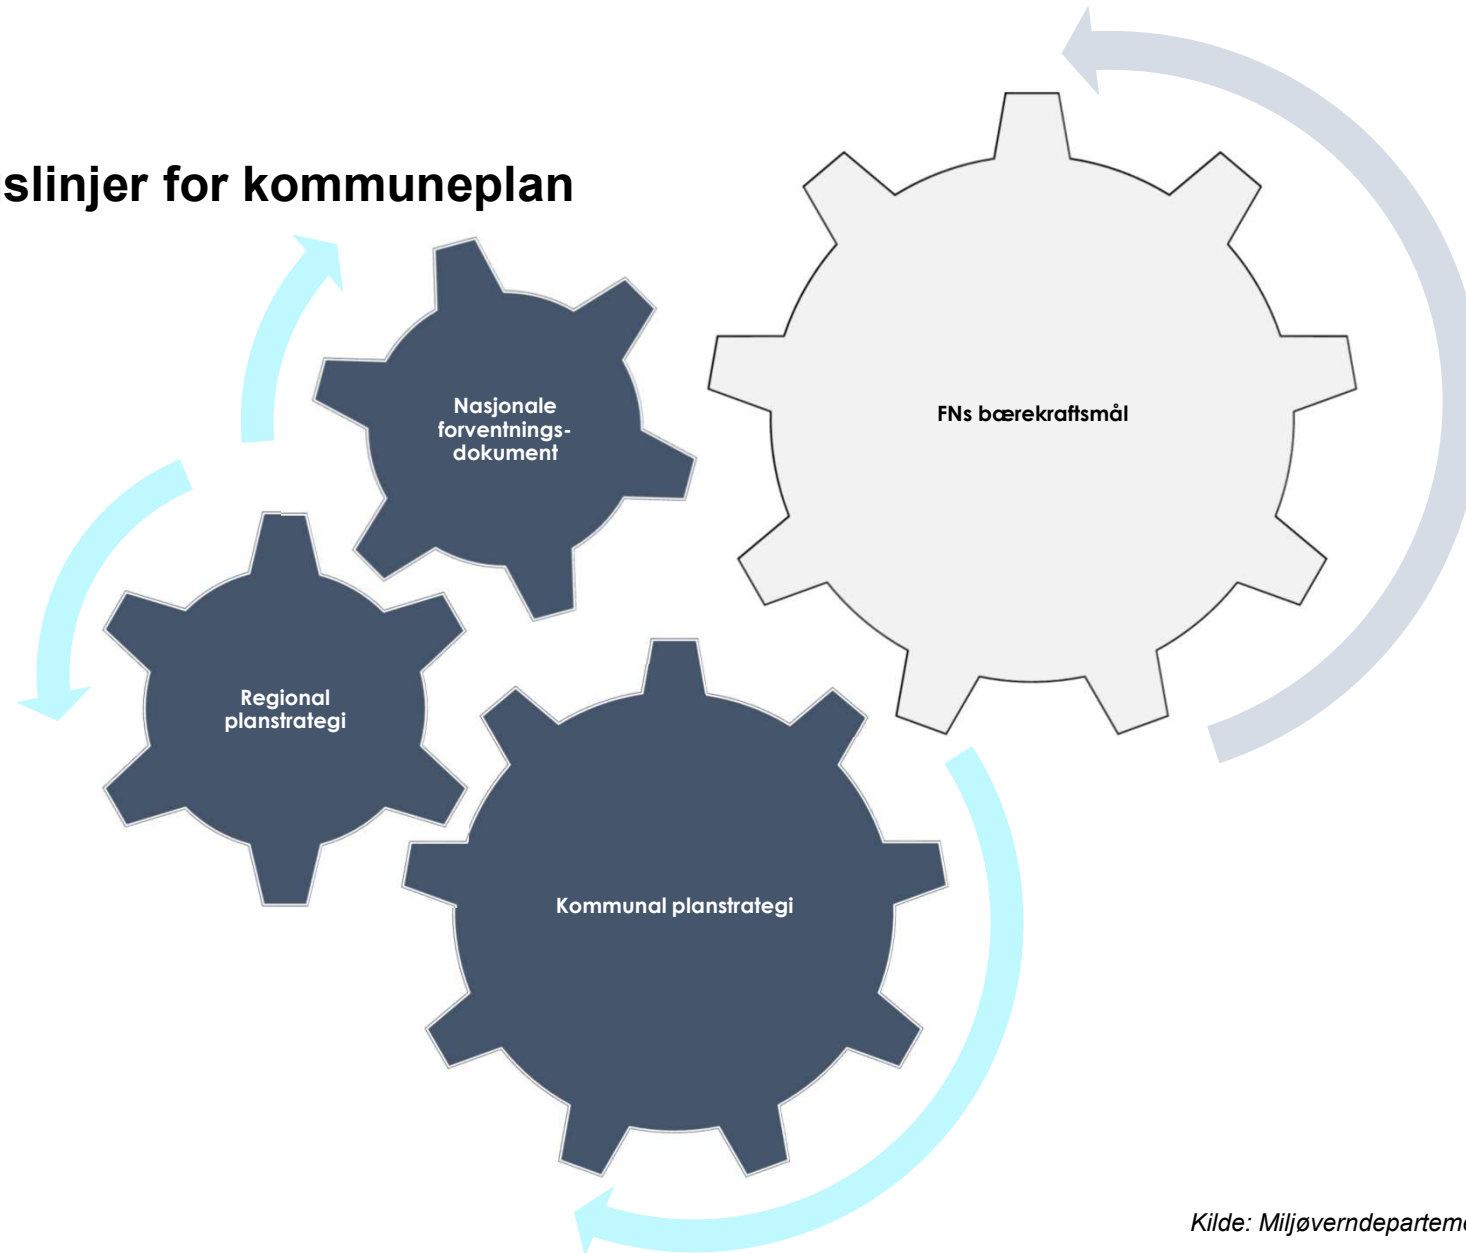 slinjer for kommuneplan
Nasjonale
forventnings-
dokument
FNs bærekraftsmål
Regional
planstrategi
Kommunal planstrategi
Kilde: Miljøverndeparteme